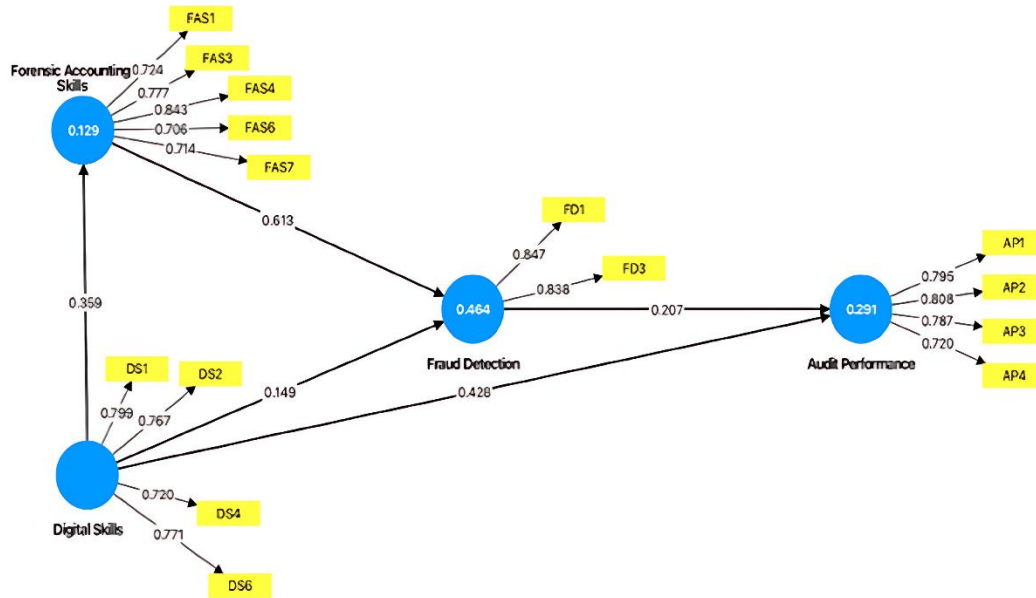 FAS1
FAS3
Forensic Accounting
Skills
0.724
0.777
FAS4
0.843
0.129
0.706
FAS6
0.714
FAS7
0.613
FD1
0.847
FD3
0.838
0.359
0.464
0.207
0.291
AP1
0.795
AP2
0.808
0.787
AP3
0.720
AP4
Fraud Detection
Audit Performance
DS1
DS2
0.149
0.428
0.799
0.767
0.720
DS4
Digital Skills
0.771
DS6